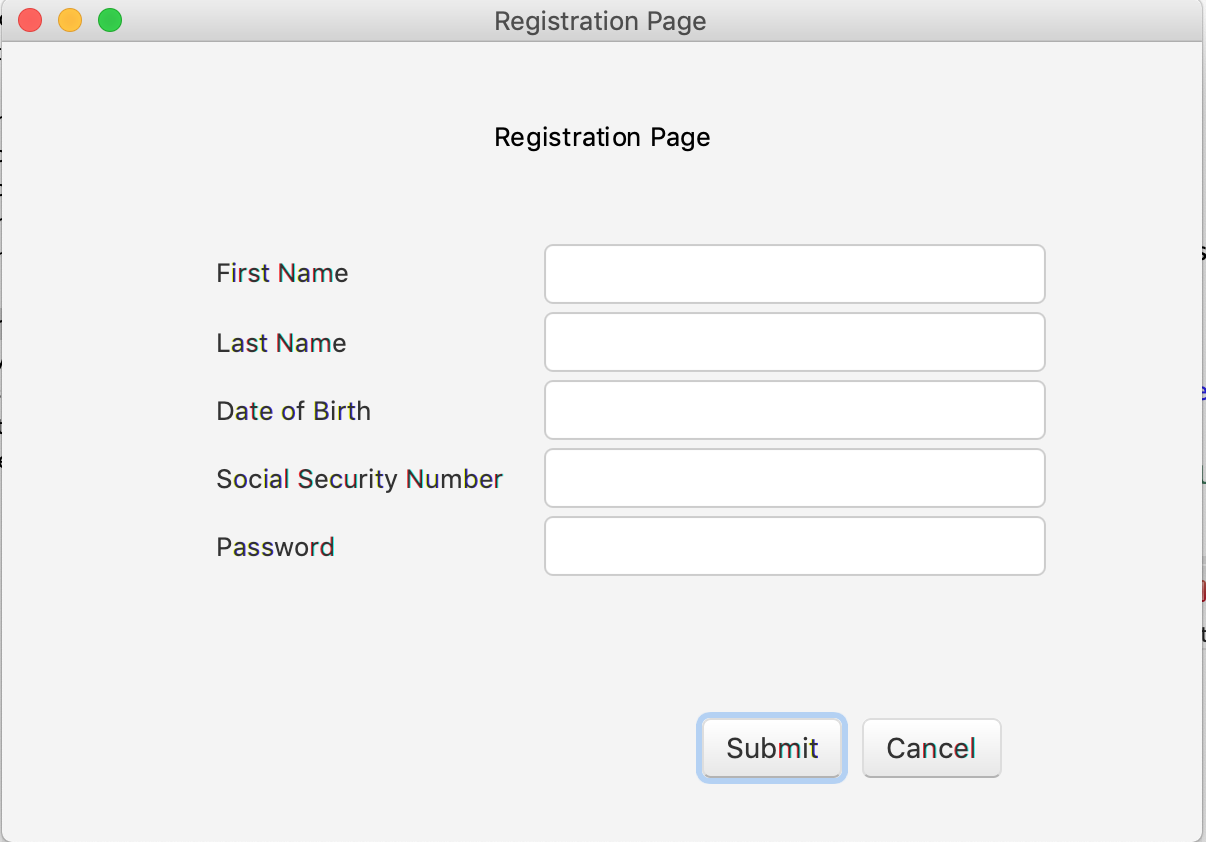 Registration Page
Registration Page
First Name
Last Name
Date of Birth
Social Security Number
Password
Submit Cancel